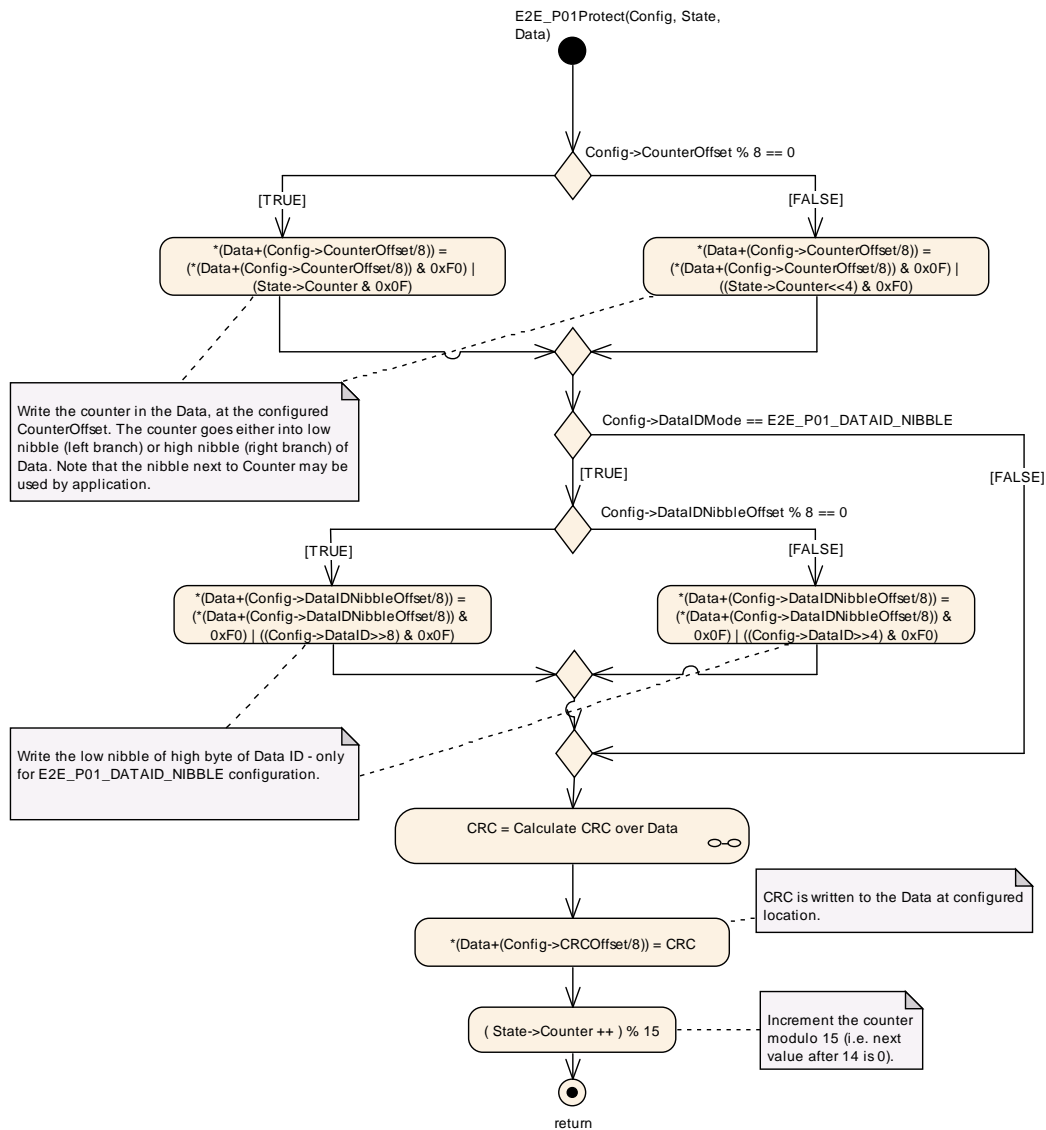 E2E_P01Protect(Config, State,
Data)
Config->CounterOffset % 8 == 0
[TRUE]
[FALSE]
*(Data+(Config->CounterOffset/8)) =
(*(Data+(Config->CounterOffset/8)) & 0xF0) |
(State->Counter & 0x0F)
*(Data+(Config->CounterOffset/8)) =
(*(Data+(Config->CounterOffset/8)) & 0x0F) |
((State->Counter<<4) & 0xF0)
Write the counter in the Data, at the configured
CounterOffset. The counter goes either into low
nibble (left branch) or high nibble (right branch) of
Data. Note that the nibble next to Counter may be
used by application.
Config->DataIDMode == E2E_P01_DATAID_NIBBLE
[TRUE]
[FALSE]
Config->DataIDNibbleOffset % 8 == 0
[TRUE]
[FALSE]
*(Data+(Config->DataIDNibbleOffset/8)) =
(*(Data+(Config->DataIDNibbleOffset/8)) &
0xF0) | ((Config->DataID>>8) & 0x0F)
*(Data+(Config->DataIDNibbleOffset/8)) =
(*(Data+(Config->DataIDNibbleOffset/8)) &
0x0F) | ((Config->DataID>>4) & 0xF0)
Write the low nibble of high byte of Data ID - only
for E2E_P01_DATAID_NIBBLE configuration.
CRC = Calculate CRC over Data
CRC is written to the Data at configured
location.
*(Data+(Config->CRCOffset/8)) = CRC
( State->Counter ++ ) % 15
Increment the counter
modulo 15 (i.e. next
value after 14 is 0).
return